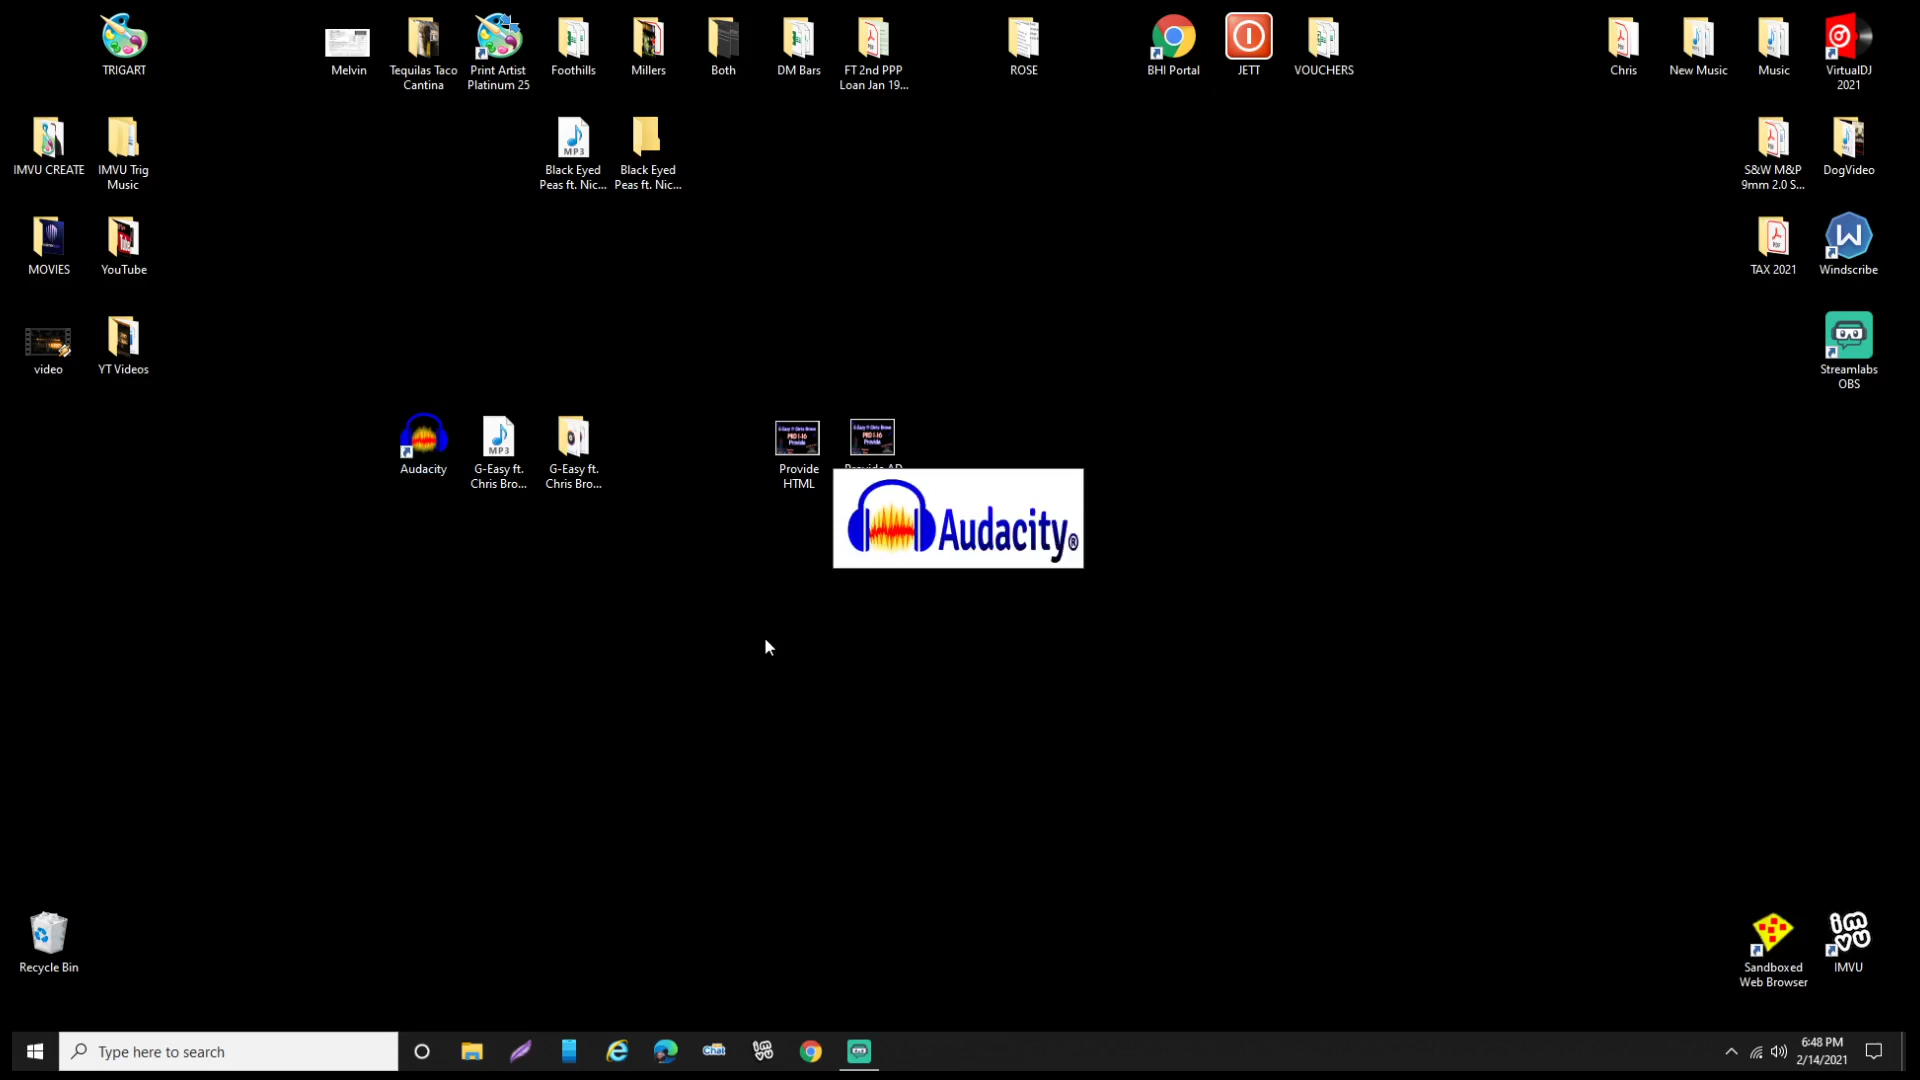 TRIGART
Melvin
Tequilas Taco
Cantina
Print Artist
Platinum 25
Foothills
Millers
Both
DM Bars
FT 2nd PPP
Loan Jan 19...
ROSE
BHI Portal
JETT
VOUCHERS
Chris
New Music
Music
VirtualDJ
2021
IMVU CREATE
IMVU Trig
Music
MP3
Black Eyed
Peas ft. Nic...
Black Eyed
Peas ft. Nic...
S&W M&P
9mm 2.0 S...
DogVideo
MOVIES
YouTube
TAX 2021
Windscribe
video
YT Videos
Streamlabs
OBS
Audacity
MP3
G-Easy ft.
Chris Bro...
G-Easy ft.
Chris Bro...
Provide
HTML
Audacity®
Recycle Bin
Sandboxed
Web Browser
imvu
IMVU
Type here to search
Chat
6:48 PM
2/14/2021